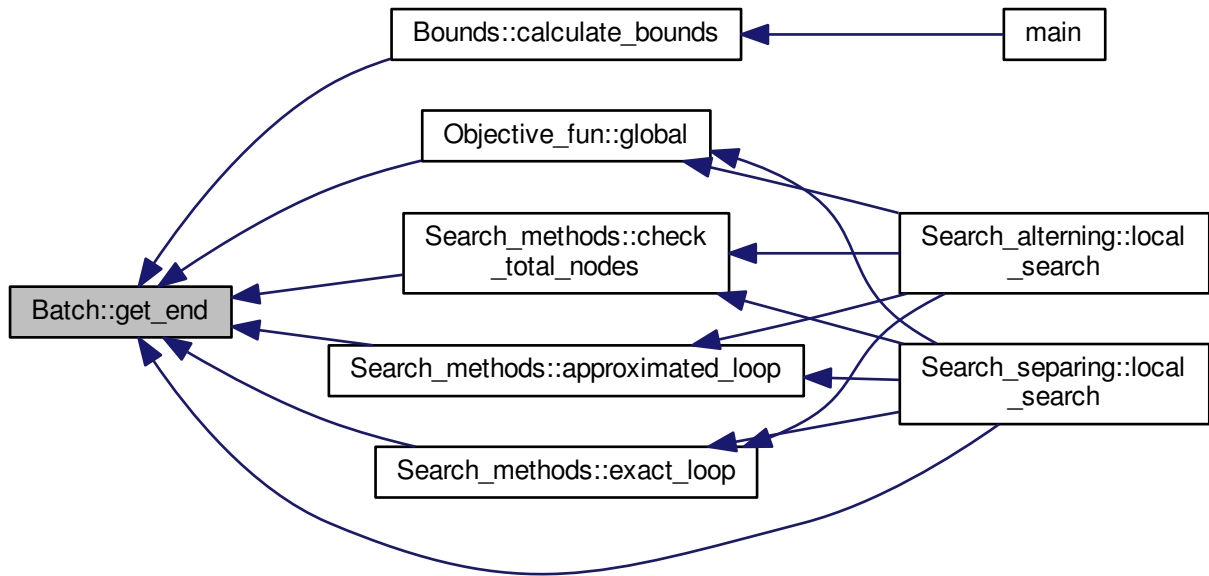 Bounds::calculate_bounds
main
Objective_fun::global
Search_methods::check
_total_nodes
Search_alterning::local
_search
Batch::get_end
Search_methods::approximated_loop
Search_separing::local
_search
Search_methods::exact_loop